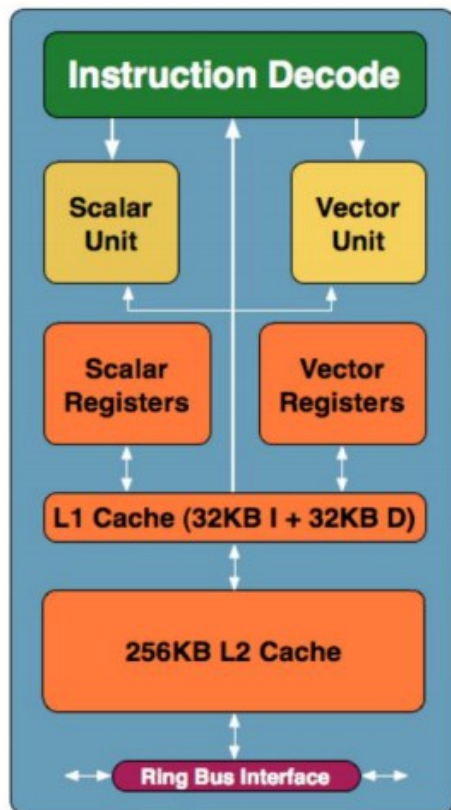 Instruction Decode
Scalar
Unit
Vector
Unit
Scalar
Registers
Vector
Registers
L1 Cache (32KB I + 32KB D)
256KB L2 Cache
Ring Bus Interface